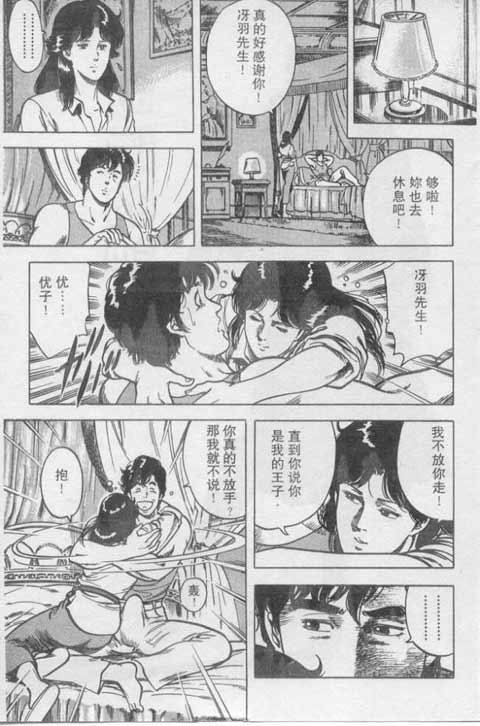 真的好感谢你！
冴羽先生！
够啦！
妳也去
休息吧！
…………
冴羽先生！
优……
优子！
我不放你走！
直到你说你
是我的王子．
…………
你真的不放手？
那我就不说！
抱！
轰！